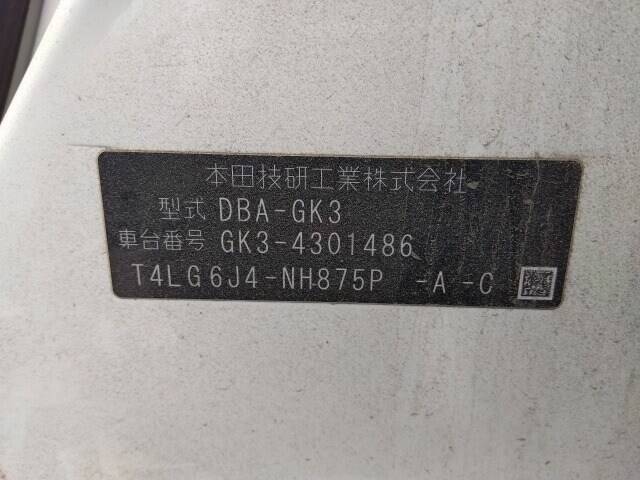 本田技研工業株式会社
型式 DBA-GK3
車台番号 GK3-4301486
T4LG6J4-NH875P -A-C